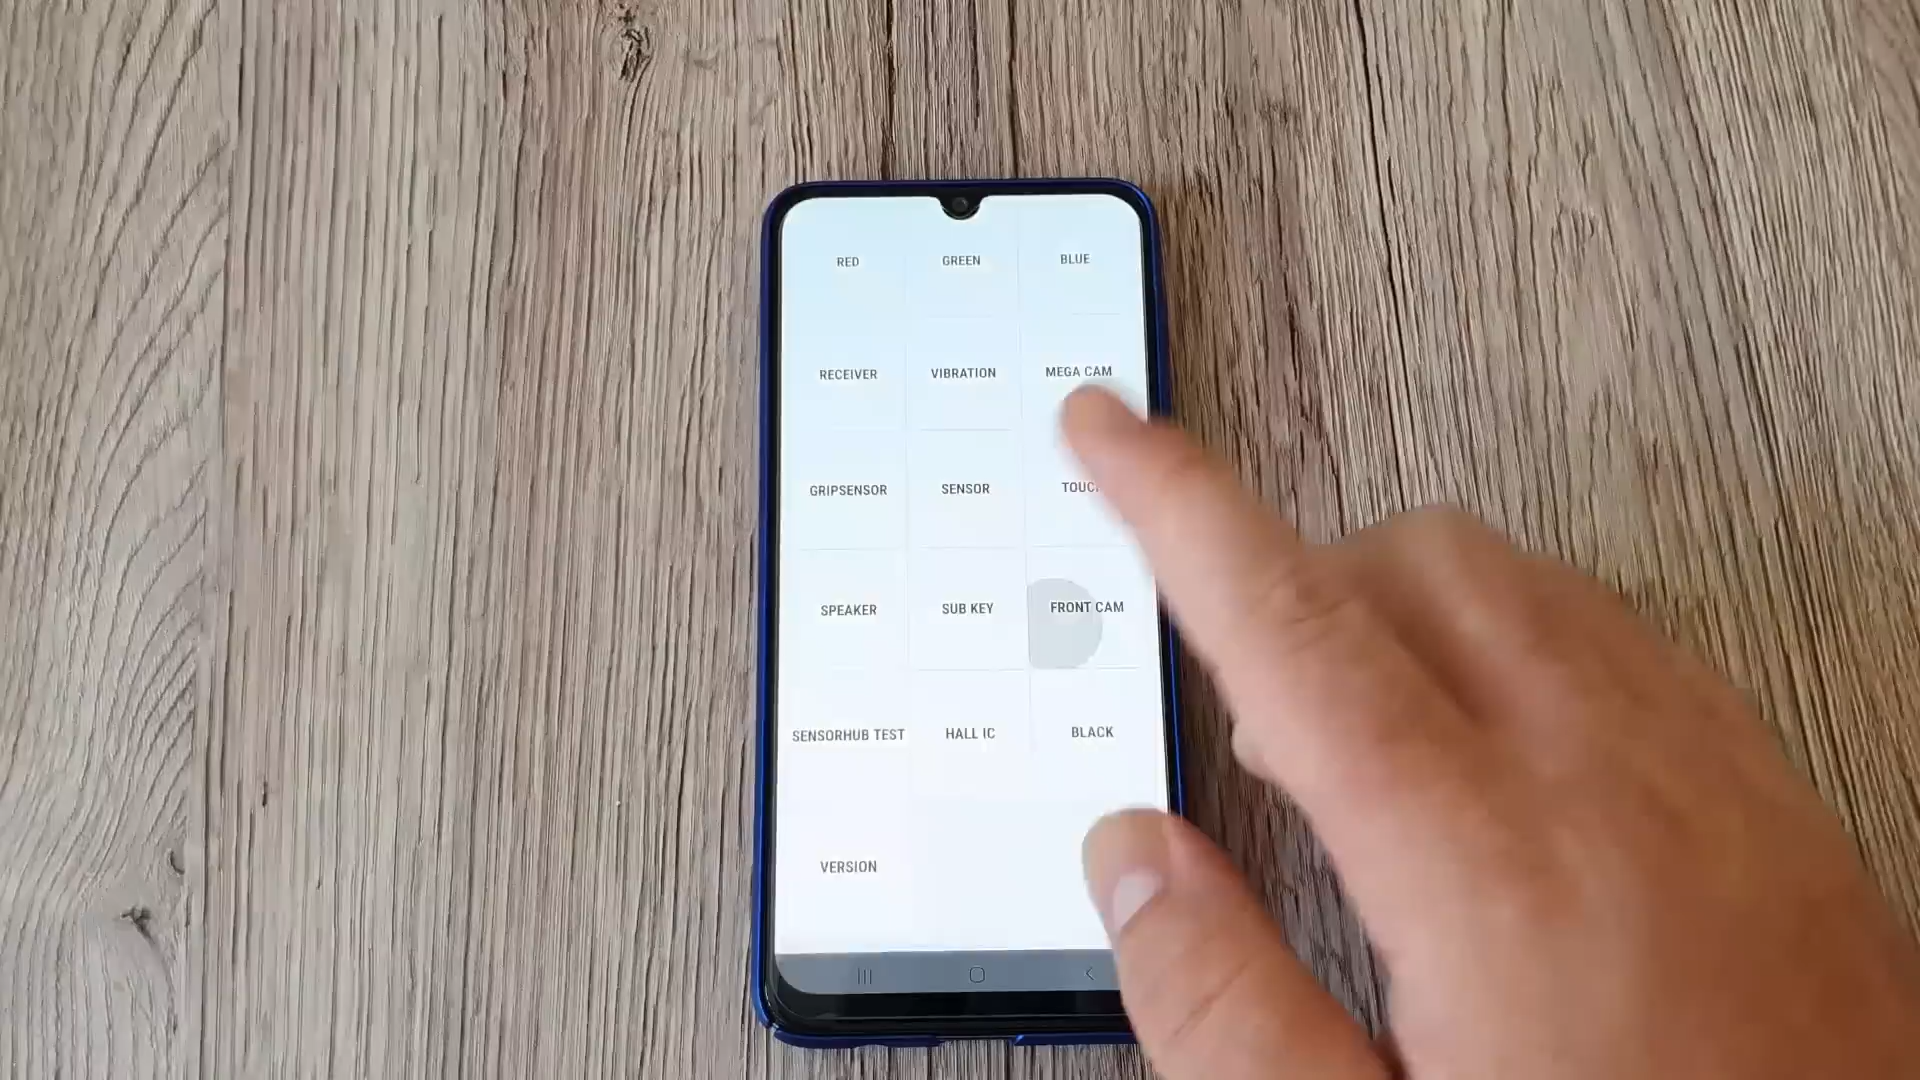 RED GREEN BLUE
RECEIVER VIBRATION MEGA CAM
GRIPSENSOR SENSOR TOUC
SPEAKER SUB KEY FRONT CAM
SENSORHUB TEST HALL IC BLACK
VERSION